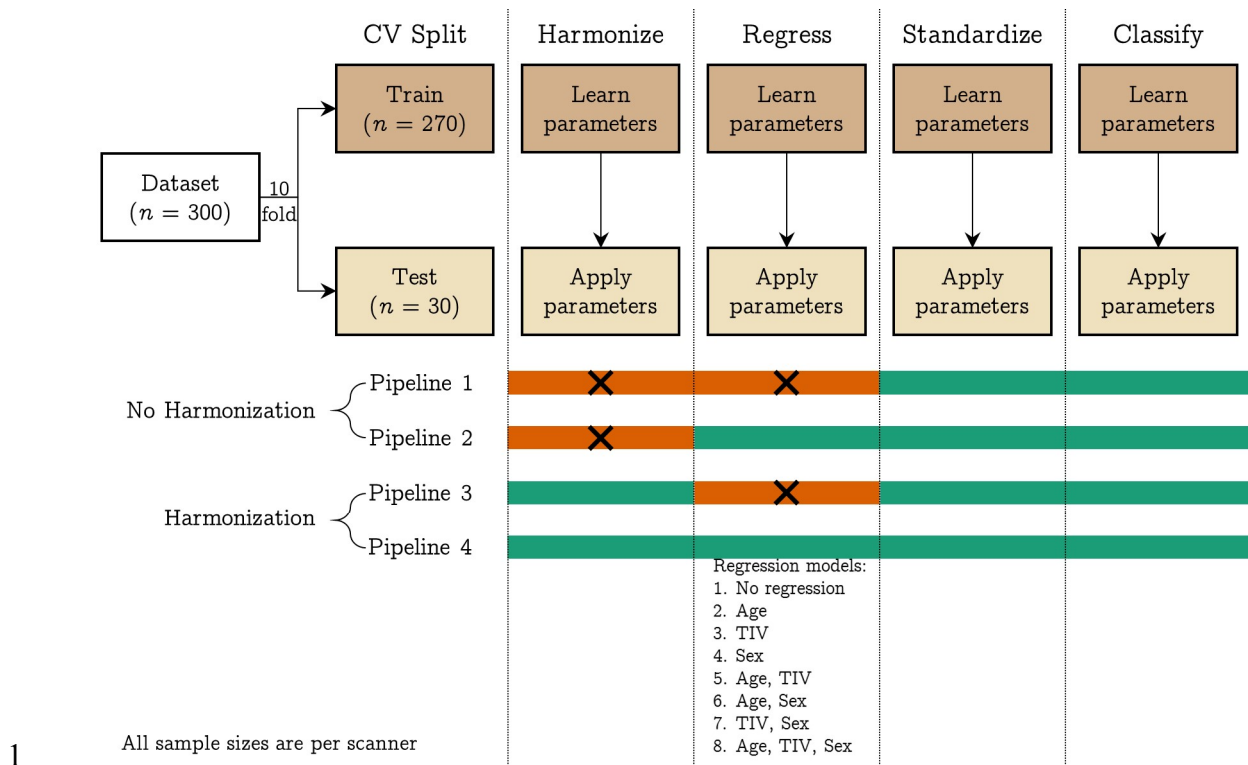 CV Split
Harmonize
Regress
Standardize
Classify
Train
(n = 270)
Learn
parameters
Learn
parameters
Learn
parameters
Learn
parameters
Dataset
(n = 300)
10
fold
Test
(n = 30)
Apply
parameters
Apply
parameters
Apply
parameters
Apply
parameters
No Harmonization
Pipeline 1
Pipeline 2
Harmonization
Pipeline 3
Pipeline 4
Regression models:
1. No regression
2. Age
3. TIV
4. Sex
5. Age, TIV
6. Age, Sex
7. TIV, Sex
8. Age, TIV, Sex
All sample sizes are per scanner
1